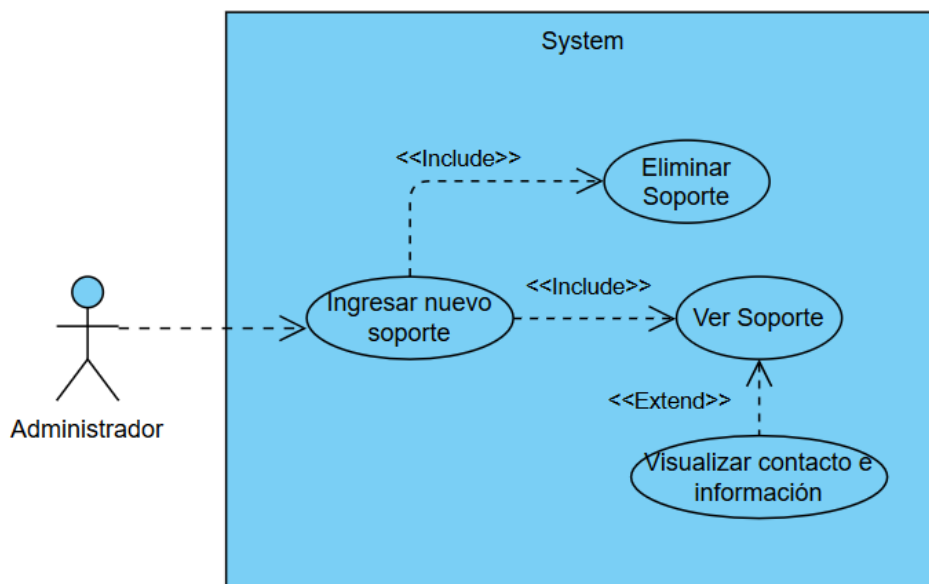 System
<<Include>>
Eliminar
Soporte
Ingresar nuevo
soporte
<<Include>>
Ver Soporte
<<Extend>>
Administrador
Visualizar contacto e
información